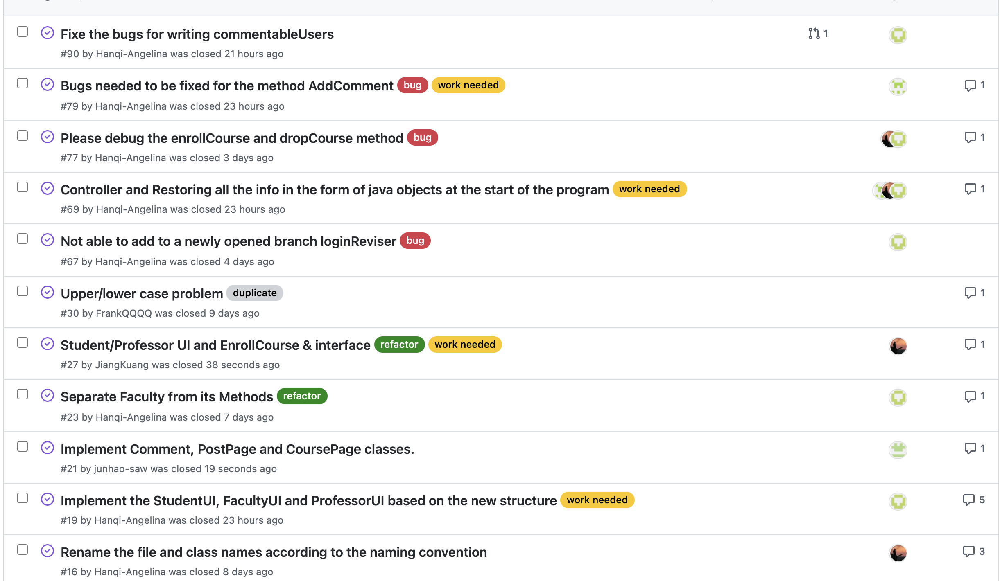 Fixe the bugs for writing commentableUsers 1
#90 by Hanqi-Angelina was closed 21 hours ago
Bugs needed to be fixed for the method AddComment bug work needed 1
#79 by Hanqi-Angelina was closed 23 hours ago
Please debug the enrollCourse and dropCourse method bug 1
#77 by Hanqi-Angelina was closed 3 days ago
Controller and Restoring all the info in the form of java objects at the start of the program work needed 1
#69 by Hanqi-Angelina was closed 23 hours ago
Not able to add to a newly opened branch loginReviser bug
#67 by Hanqi-Angelina was closed 4 days ago
Upper/lower case problem duplicate 1
#30 by FrankQQQQ was closed 9 days ago
Student/Professor UI and EnrollCourse & interface refactor work needed 1
#27 by JiangKuang was closed 38 seconds ago
Separate Faculty from its Methods refactor 1
#23 by Hanqi-Angelina was closed 7 days ago
Implement Comment, PostPage and CoursePage classes. 1
#21 by junhao-saw was closed 19 seconds ago
Implement the StudentUI, FacultyUI and ProfessorUI based on the new structure work needed 5
#19 by Hanqi-Angelina was closed 23 hours ago
Rename the file and class names according to the naming convention 3
#16 by Hanqi-Angelina was closed 8 days ago